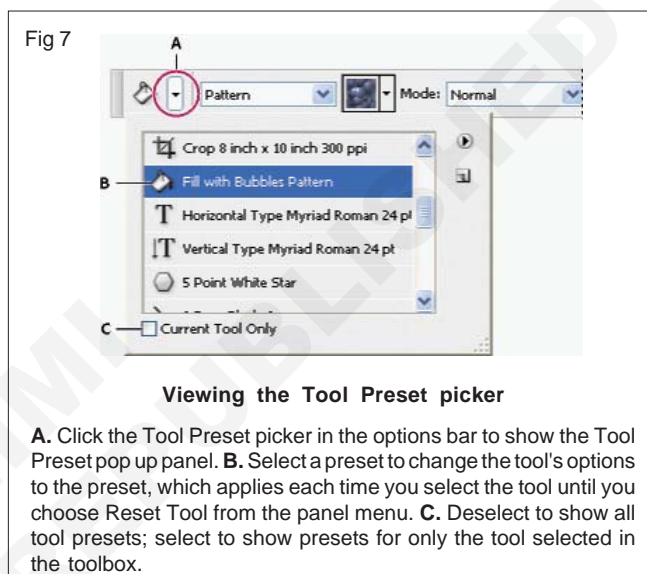 Fig 7
A
Pattern
Mode: Normal
Crop 8 inch x 10 inch 300 ppi
B
Fill with Bubbles Pattern
Horizontal Type Myriad Roman 24 pt
Vertical Type Myriad Roman 24 pt
5 Point White Star
C
Current Tool Only
Viewing the Tool Preset picker
A. Click the Tool Preset picker in the options bar to show the Tool
Preset pop up panel. B. Select a preset to change the tool's options
to the preset, which applies each time you select the tool until you
choose Reset Tool from the panel menu. C. Deselect to show all
tool presets; select to show presets for only the tool selected in
the toolbox.